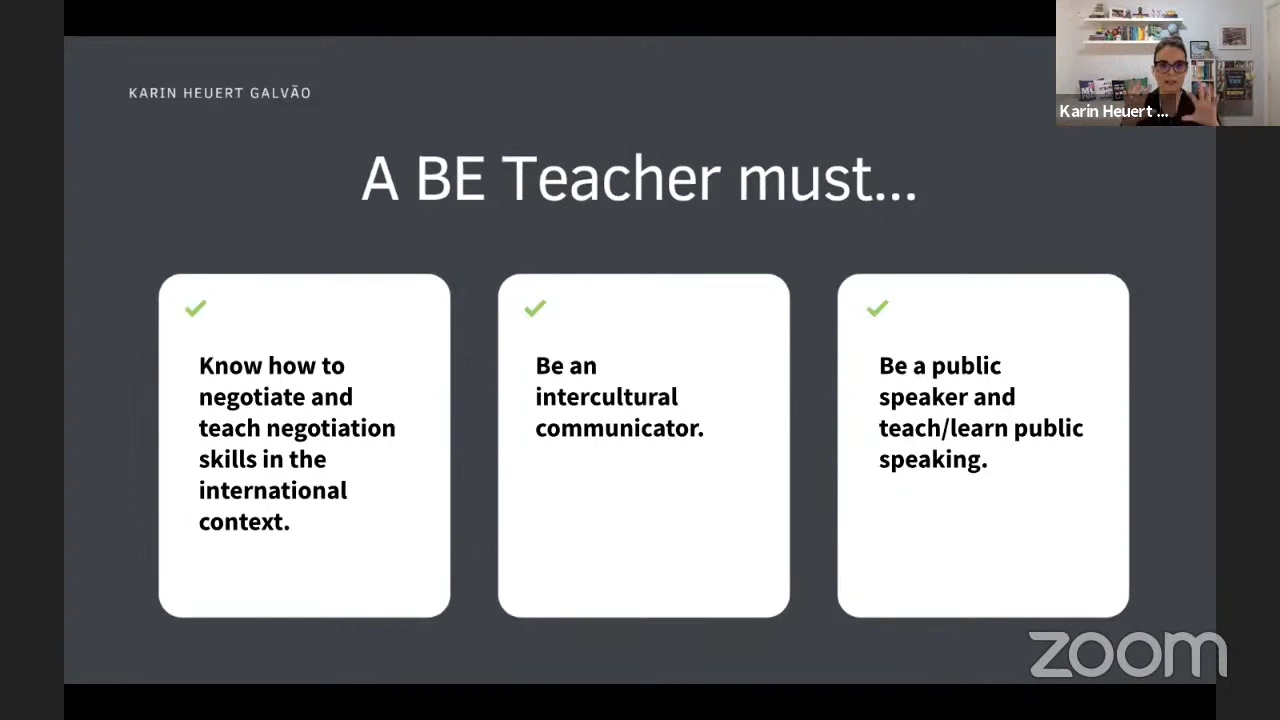 KARIN HEUERT GALVÃO
Karin Heuert ...
A BE Teacher must...
Know how to
negotiate and
teach negotiation
skills in the
international
context.
Be an
intercultural
communicator.
Be a public
speaker and
teach/learn public
speaking.
zoom